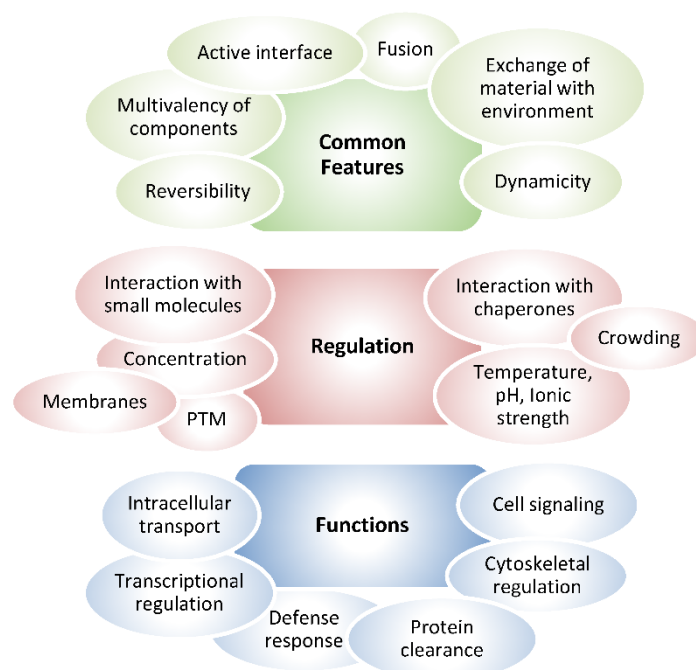 Active interface
Fusion
Exchange of
material with
environment
Multivalency of
components
Common
Features
Reversibility
Dynamicity
Interaction with
small molecules
Interaction with
chaperones
Regulation
Crowding
Concentration
Temperature,
pH, Ionic
strength
Membranes
PTM
Intracellular
transport
Cell signaling
Functions
Transcriptional
regulation
Cytoskeletal
regulation
Defense
response
Protein
clearance